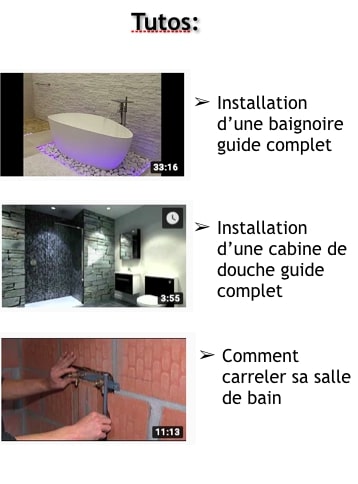 Tutos:
33:16
➢ Installation
d’une baignoire
guide complet
3:55
➢ Installation
d’une cabine de
douche guide
complet
11:13
➢ Comment
carreler sa salle
de bain